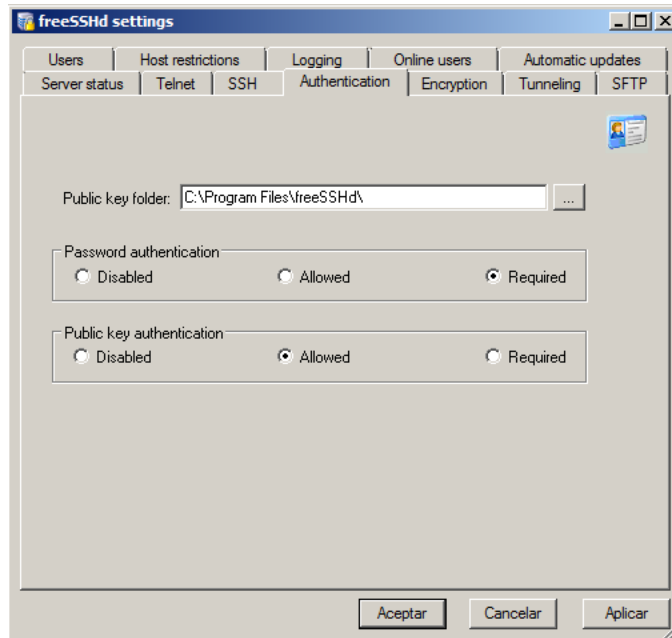 freeSSHd settings
Users Host restrictions Logging Online users Automatic updates
Server status Telnet SSH Authentication Encryption Tunneling SFTP
Public key folder: C:\Program Files\freeSSHd\ ...
Password authentication
Disabled Allowed Required
Public key authentication
Disabled Allowed Required
Aceptar Cancelar Aplicar